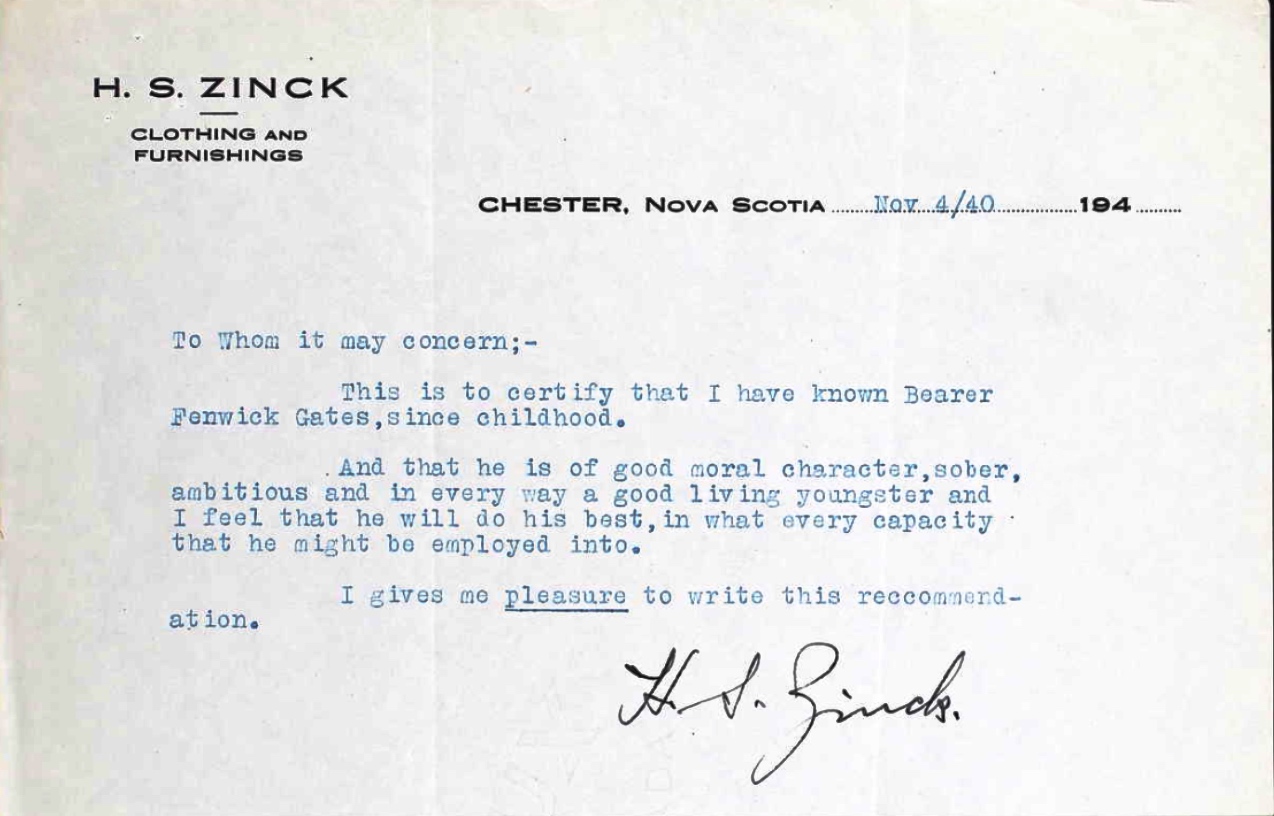 H. S. ZINCK
CLOTHING AND
FURNISHINGS
CHESTER, NOVA SCOTIA ........Nov. 4/40................194..........
To Whom it may concern;-
This is to certify that I have known Bearer
Fenwick Gates,since childhood.
And that he is of good moral character,sober,
ambitious and in every way a good living youngster and
I feel that he will do his best,in what every capacity
that he might be employed into.
I gives me pleasure to write this reccommend-
ation.
H. S. Zinck.